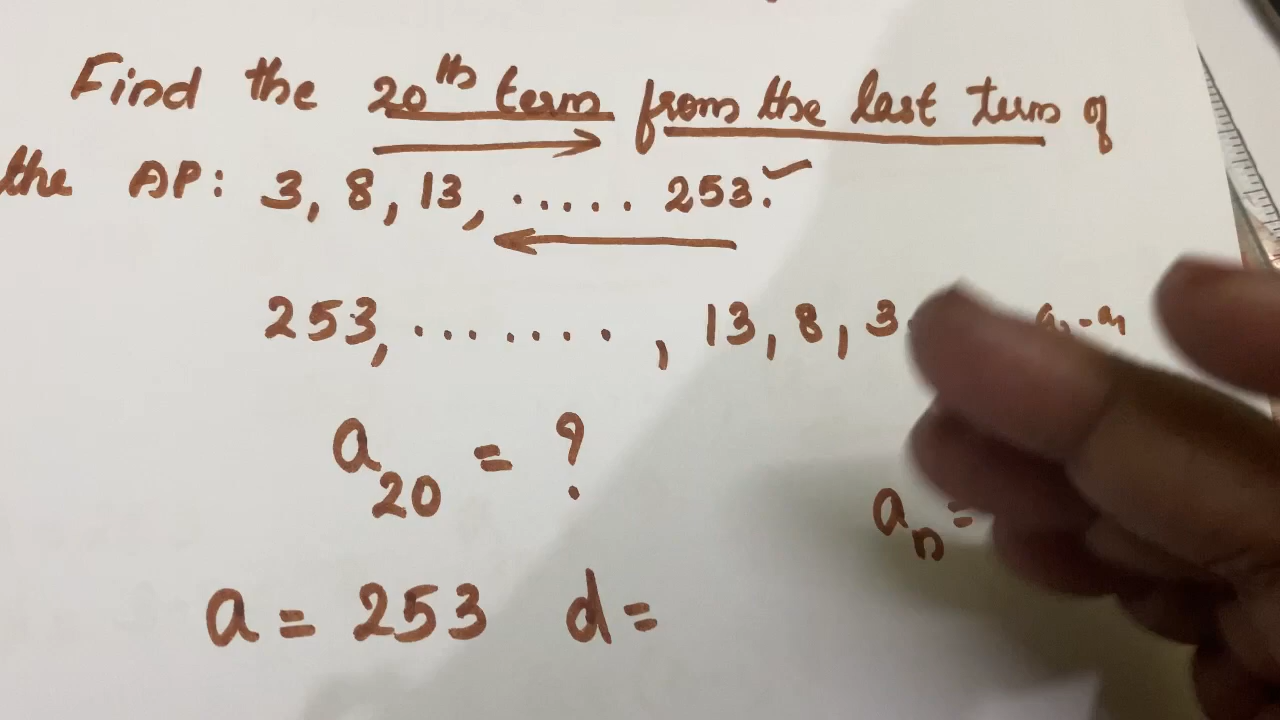 Find the 20th term from the last term of
the AP: 3, 8, 13, ..... 253.
253, ........ , 13, 8, 3
a20 = ?
an =
a = 253 d =